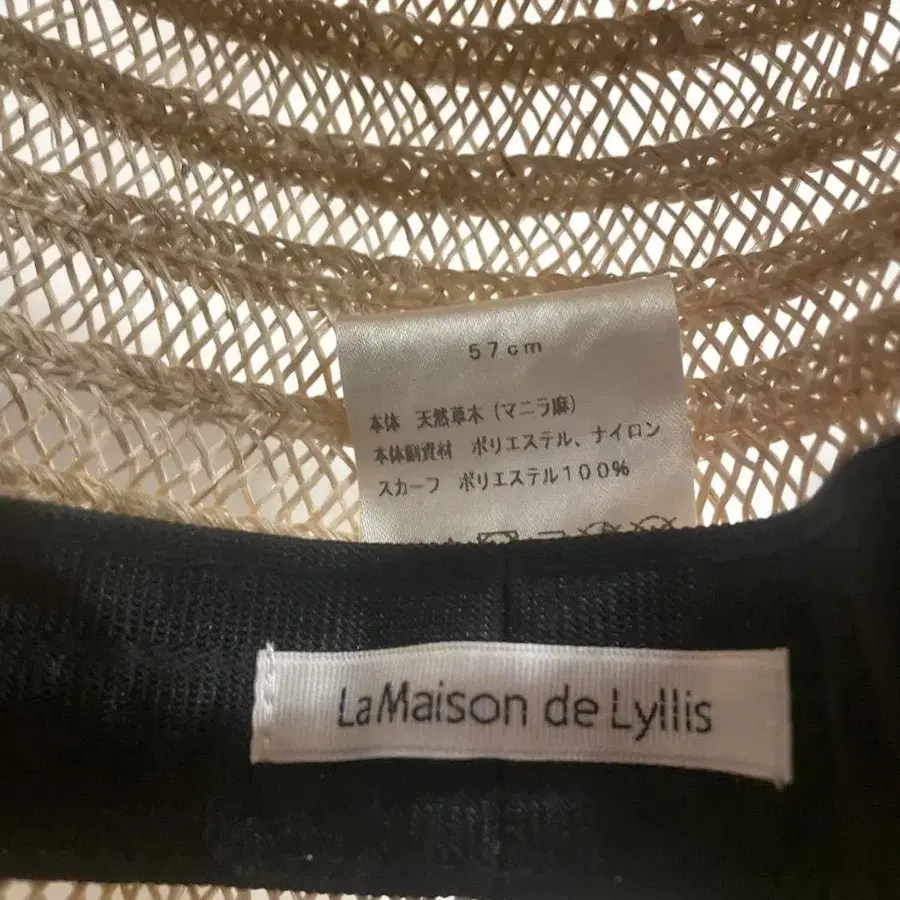 57cm
本体 天然草木（マニラ麻）
本体副資材 ポリエステル、ナイロン
スカーフ ポリエステル100%
La Maison de Lyllis